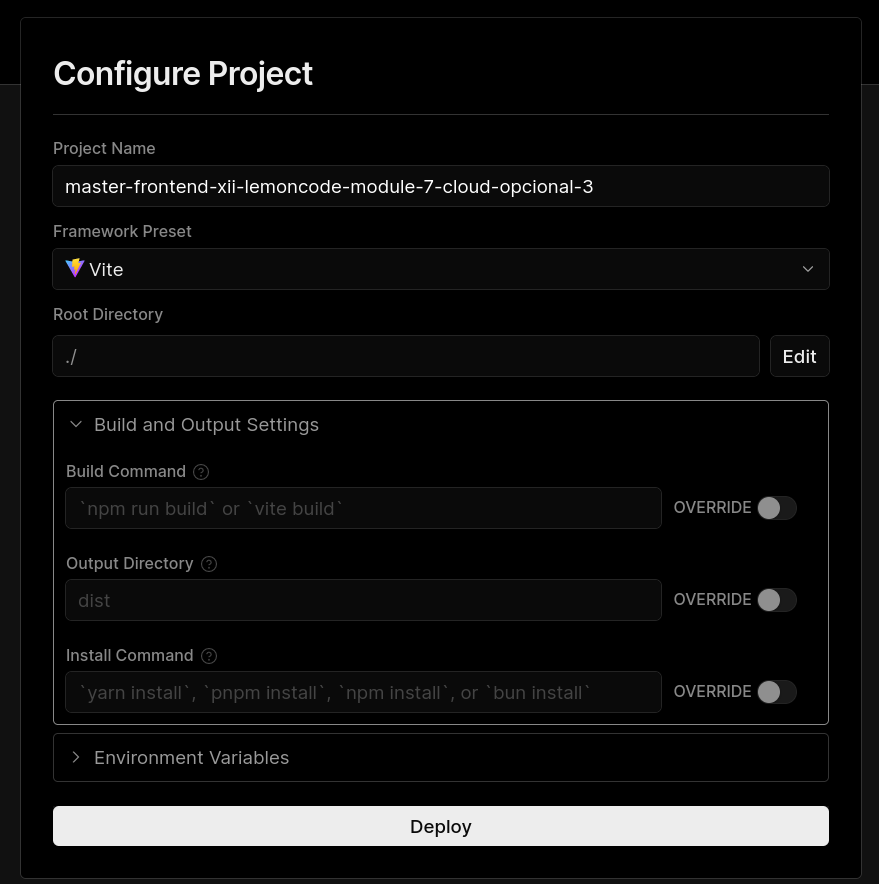 Configure Project
Project Name
master-frontend-xii-lemoncode-module-7-cloud-opcional-3
Framework Preset
Vite
Root Directory
./
Edit
Build and Output Settings
Build Command ?
`npm run build` or `vite build`
OVERRIDE
Output Directory ?
dist
OVERRIDE
Install Command ?
`yarn install`, `pnpm install`, `npm install`, or `bun install`
OVERRIDE
Environment Variables
Deploy